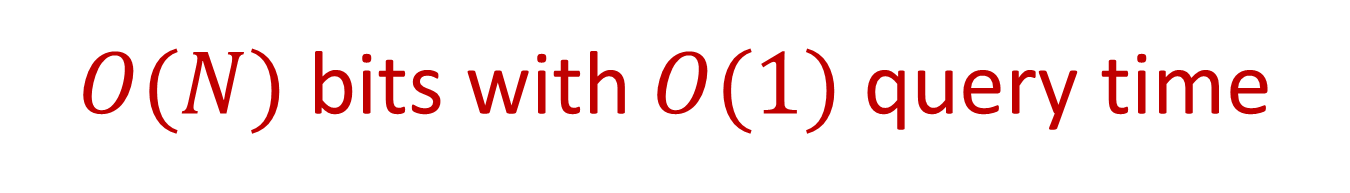 O(N) bits with O(1) query time